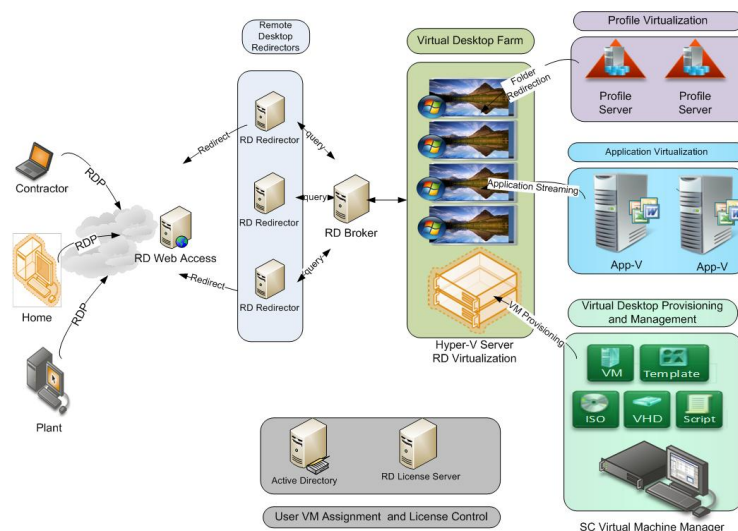 Remote
Desktop
Redirectors
Virtual Desktop Farm
Profile Virtualization
Folder
Redirection
Profile
Server
Profile
Server
RD Redirector
Redirect
query
Contractor
RDP
Application Virtualization
Application Streaming
App-V
App-V
RD Redirector
query
RD Broker
RD Web Access
RDP
Home
RD Redirector
Redirect
query
RDP
Plant
Hyper-V Server
RD Virtualization
VM Provisioning
Virtual Desktop Provisioning
and Management
VM
Template
ISO
VHD
Script
SC Virtual Machine Manager
Active Directory
RD License Server
User VM Assignment and License Control